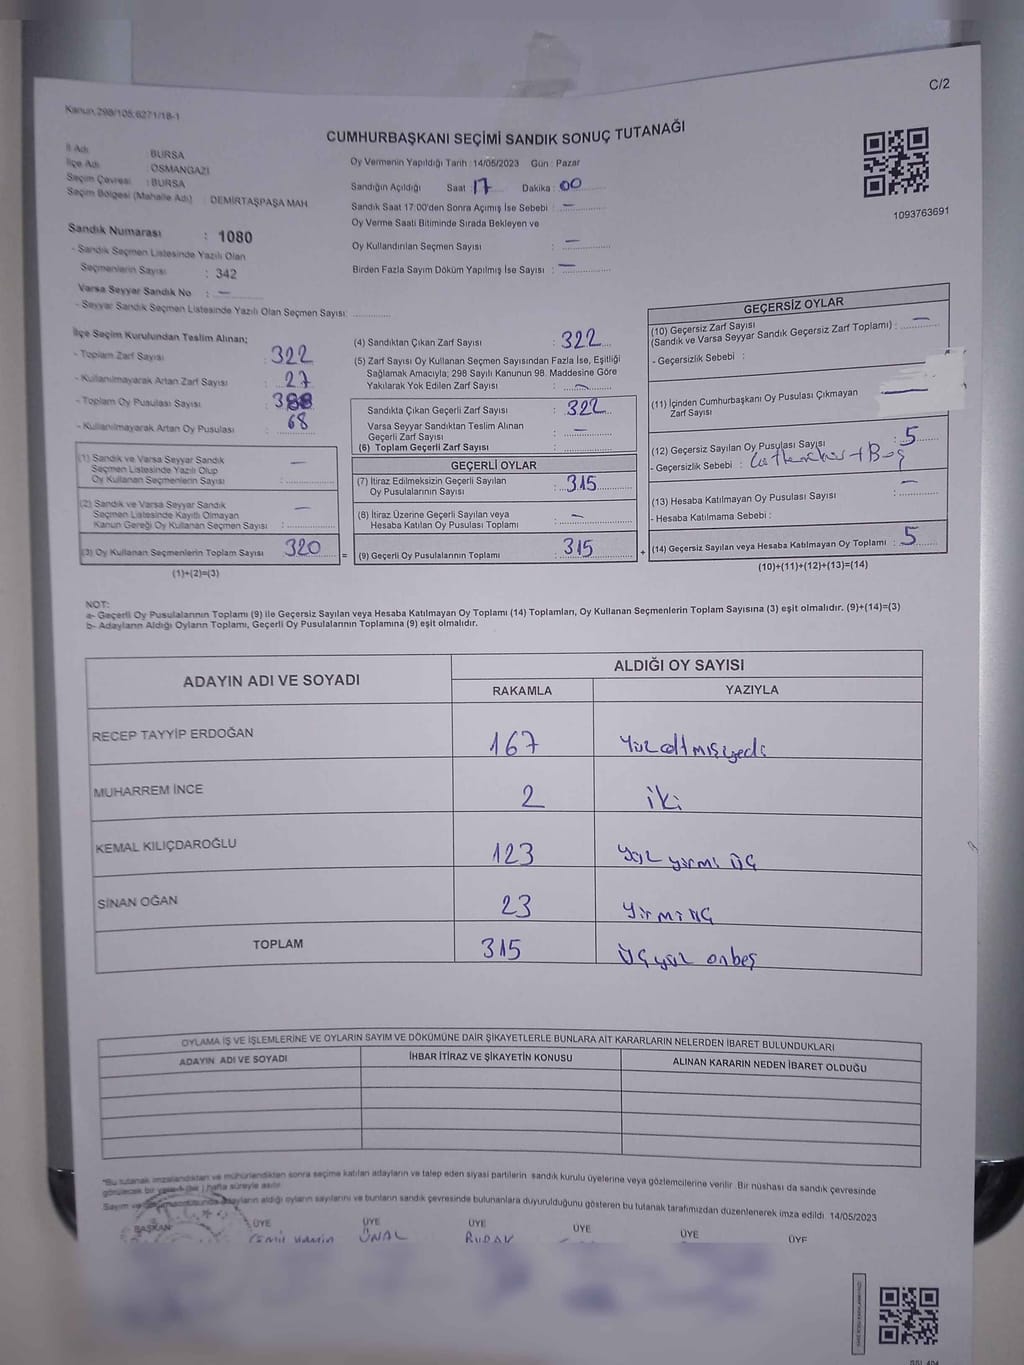 C/2
Kanun.298/105,6271/18-1
CUMHURBAŞKANI SEÇİMİ SANDIK SONUÇ TUTANAĞI
İl Adı : BURSA
İlçe Adı : OSMANGAZİ
Seçim Çevresi : BURSA
Seçim Bölgesi (Mahalle Adı) : DEMİRTAŞPAŞA MAH
Sandık Numarası : 1080
- Sandık Seçmen Listesinde Yazılı Olan
Seçmenlerin Sayısı : 342
Varsa Seyyar Sandık No : —
- Seyyar Sandık Seçmen Listesinde Yazılı Olan Seçmen Sayısı:
Oy Vermenin Yapıldığı Tarih : 14/05/2023 Gün : Pazar
Sandığın Açıldığı Saat : 17 Dakika : 00
Sandık Saat 17:00'den Sonra Açımış İse Sebebi : —
Oy Verme Saati Bitiminde Sırada Bekleyen ve
Oy Kullandırılan Seçmen Sayısı : —
Birden Fazla Sayım Döküm Yapılmış İse Sayısı : —
1093763691
İlçe Seçim Kurulundan Teslim Alınan;
- Toplam Zarf Sayısı : 322
- Kullanılmayarak Artan Zarf Sayısı : 27
- Toplam Oy Pusulası Sayısı : 388
- Kullanılmayarak Artan Oy Pusulası : 68
(1) Sandık ve Varsa Seyyar Sandık
Seçmen Listesinde Yazılı Olup
Oy Kullanan Seçmenlerin Sayısı : —
(2) Sandık ve Varsa Seyyar Sandık
Seçmen Listesinde Kayıtlı Olmayan
Kanun Gereği Oy Kullanan Seçmen Sayısı : —
(3) Oy Kullanan Seçmenlerin Toplam Sayısı : 320
(1)+(2)=(3)
(4) Sandıktan Çıkan Zarf Sayısı : 322
(5) Zarf Sayısı Oy Kullanan Seçmen Sayısından Fazla İse, Eşitliği
Sağlamak Amacıyla; 298 Sayılı Kanunun 98. Maddesine Göre
Yakılarak Yok Edilen Zarf Sayısı : —
Sandıkta Çıkan Geçerli Zarf Sayısı : 322
Varsa Seyyar Sandıktan Teslim Alınan
Geçerli Zarf Sayısı : —
(6) Toplam Geçerli Zarf Sayısı
GEÇERLİ OYLAR
(7) İtiraz Edilmeksizin Geçerli Sayılan
Oy Pusulalarının Sayısı : 315
(8) İtiraz Üzerine Geçerli Sayılan veya
Hesaba Katılan Oy Pusulası Toplamı : —
= (9) Geçerli Oy Pusulalarının Toplamı : 315
GEÇERSİZ OYLAR
(10) Geçersiz Zarf Sayısı
(Sandık ve Varsa Seyyar Sandık Geçersiz Zarf Toplamı) : —
- Geçersizlik Sebebi :
(11) İçinden Cumhurbaşkanı Oy Pusulası Çıkmayan
Zarf Sayısı —
(12) Geçersiz Sayılan Oy Pusulası Sayısı : 5
- Geçersizlik Sebebi : + Boş
(13) Hesaba Katılmayan Oy Pusulası Sayısı : —
- Hesaba Katılmama Sebebi :
+ (14) Geçersiz Sayılan veya Hesaba Katılmayan Oy Toplamı : 5
(10)+(11)+(12)+(13)=(14)
NOT:
a- Geçerli Oy Pusulalarının Toplamı (9) ile Geçersiz Sayılan veya Hesaba Katılmayan Oy Toplamı (14) Toplamları, Oy Kullanan Seçmenlerin Toplam Sayısına (3) eşit olmalıdır. (9)+(14)=(3)
b- Adayların Aldığı Oyların Toplamı, Geçerli Oy Pusulalarının Toplamına (9) eşit olmalıdır.
ADAYIN ADI VE SOYADI ALDIĞI OY SAYISI
RAKAMLA YAZIYLA
RECEP TAYYİP ERDOĞAN 167 Yüz altmışyedi
MUHARREM İNCE 2 iki
KEMAL KILIÇDAROĞLU 123 Yüz yirmi üç
SİNAN OĞAN 23 Yirmi üç
TOPLAM 315 Üçyüz onbeş
OYLAMA İŞ VE İŞLEMLERİNE VE OYLARIN SAYIM VE DÖKÜMÜNE DAİR ŞİKAYETLERLE BUNLARA AİT KARARLARIN NELERDEN İBARET BULUNDUKLARI
ADAYIN ADI VE SOYADI İHBAR İTİRAZ VE ŞİKAYETİN KONUSU ALINAN KARARIN NEDEN İBARET OLDUĞU
*Bu tutanak imzalandıktan ve mühürlendikten sonra seçime katılan adayların ve talep eden siyasi partilerin sandık kurulu üyelerine veya gözlemcilerine verilir. Bir nüshası da sandık çevresinde
görülecek bir yere hafta süreyle asılır.
Sayım ve adayların aldığı oyların sayılarını ve bunların sandık çevresinde bulunanlara duyurulduğunu gösteren bu tutanak tarafımızdan düzenlenerek imza edildi. 14/05/2023
BAŞKAN ÜYE ÜYE ÜYE ÜYE ÜYE ÜYE
ÜNAL